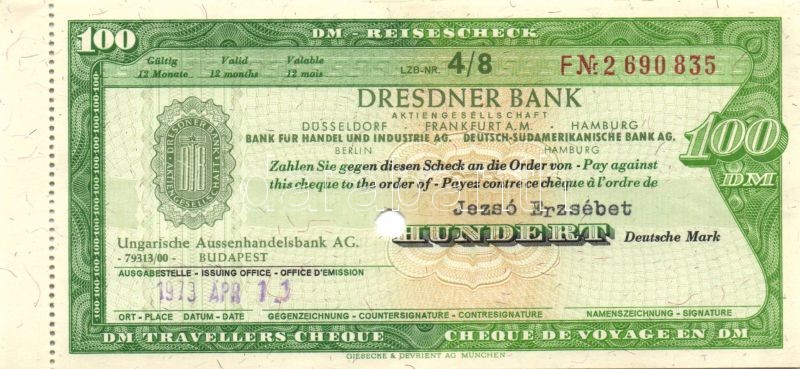 100 DM - REISESCHECK
Gültig Valid Valable
12 Monate 12 months 12 mois
LZB-NR. 4/8 F № 2 690 835
DRESDNER BANK
AKTIENGESELLSCHAFT
DÜSSELDORF FRANKFURT A.M. HAMBURG
BANK FÜR HANDEL UND INDUSTRIE AG. DEUTSCH-SÜDAMERIKANISCHE BANK AG.
BERLIN HAMBURG
100
DM
DRESDNER BANK
AKTIENGESELLSCHAFT
Zahlen Sie gegen diesen Scheck an die Order von - Pay against
this cheque to the order of - Payez contre ce chèque à l'ordre de
Jezsó Erzsébet
HUNDERT Deutsche Mark
Ungarische Aussenhandelsbank AG.
- 79313/00 - BUDAPEST
AUSGABESTELLE - ISSUING OFFICE - OFFICE D'EMISSION
1973 APR
ORT - PLACE DATUM - DATE GEGENZEICHNUNG - COUNTERSIGNATURE - CONTRESIGNATURE NAMENSZEICHNUNG - SIGNATURE
DM TRAVELLERS CHEQUE CHEQUE DE VOYAGE EN DM
GIESECKE & DEVRIENT AG MÜNCHEN